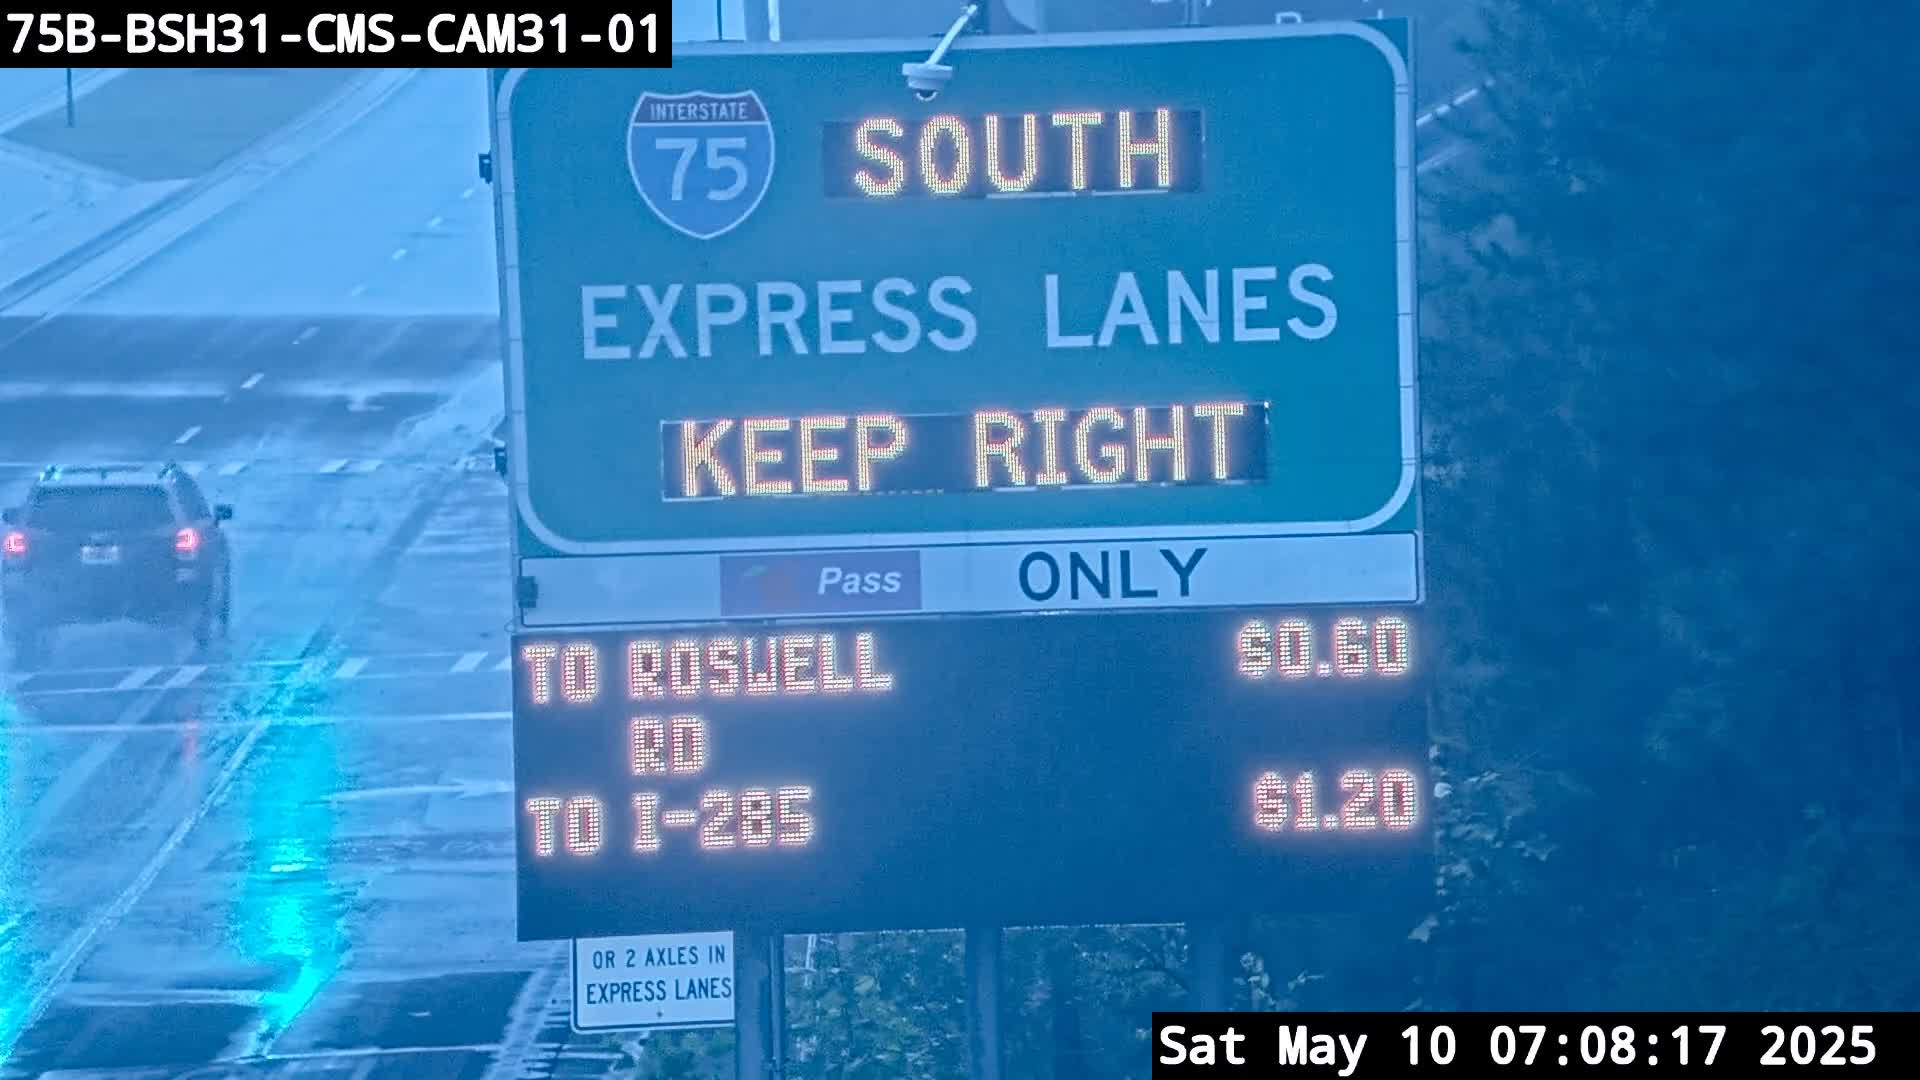 75B-BSH31-CMS-CAM31-01
INTERSTATE
75
SOUTH
EXPRESS LANES
KEEP RIGHT
Pass ONLY
TO ROSWELL $0.60
RD
TO I-285 $1.20
OR 2 AXLES IN
EXPRESS LANES
Sat May 10 07:08:17 2025